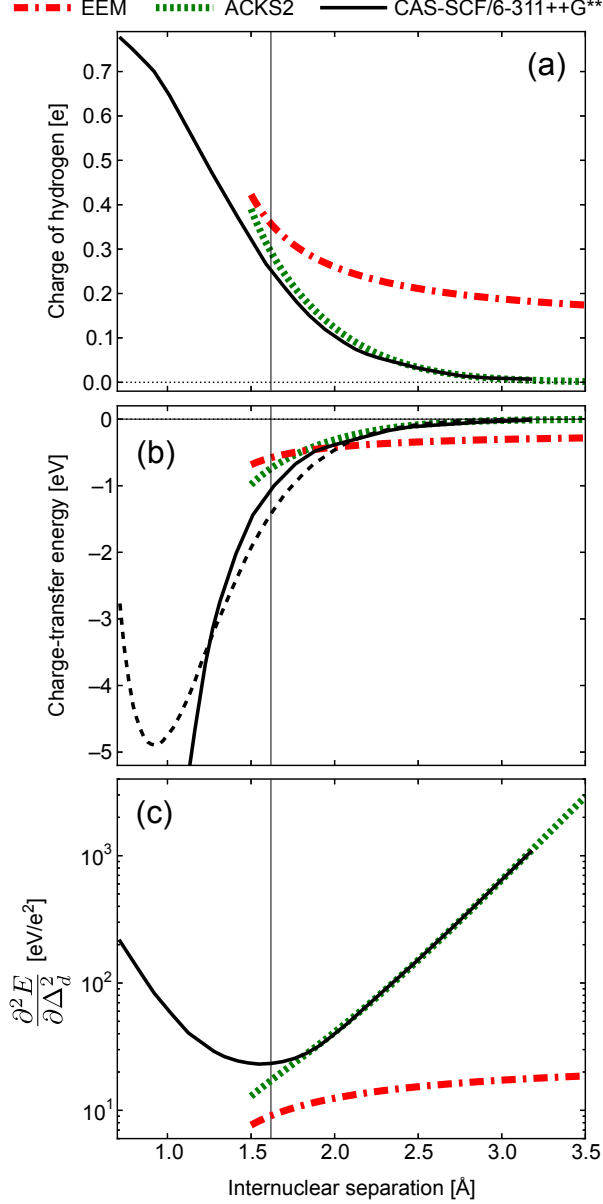 EEM ACKS2 CAS-SCF/6-311++G**
(a)
Charge of hydrogen [e]
0.7
0.6
0.5
0.4
0.3
0.2
0.1
0.0
(b)
Charge-transfer energy [eV]
0
−1
−2
−3
−4
−5
(c)
∂²E/∂Δ_d² [eV/e²]
10³
10²
10¹
1.0 1.5 2.0 2.5 3.0 3.5
Internuclear separation [Å]